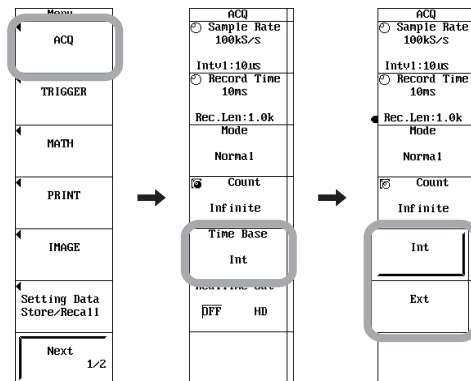 Menu
ACQ
TRIGGER
MATH
PRINT
IMAGE
Setting Data
Store/Recall
Next
1/2
ACQ
Sample Rate
100kS/s
Intvl:10us
Record Time
10ms
Rec.Len:1.0k
Mode
Normal
Count
Infinite
Time Base
Int
OFF HD
ACQ
Sample Rate
100kS/s
Intvl:10us
Record Time
10ms
Rec.Len:1.0k
Mode
Normal
Count
Infinite
Int
Ext